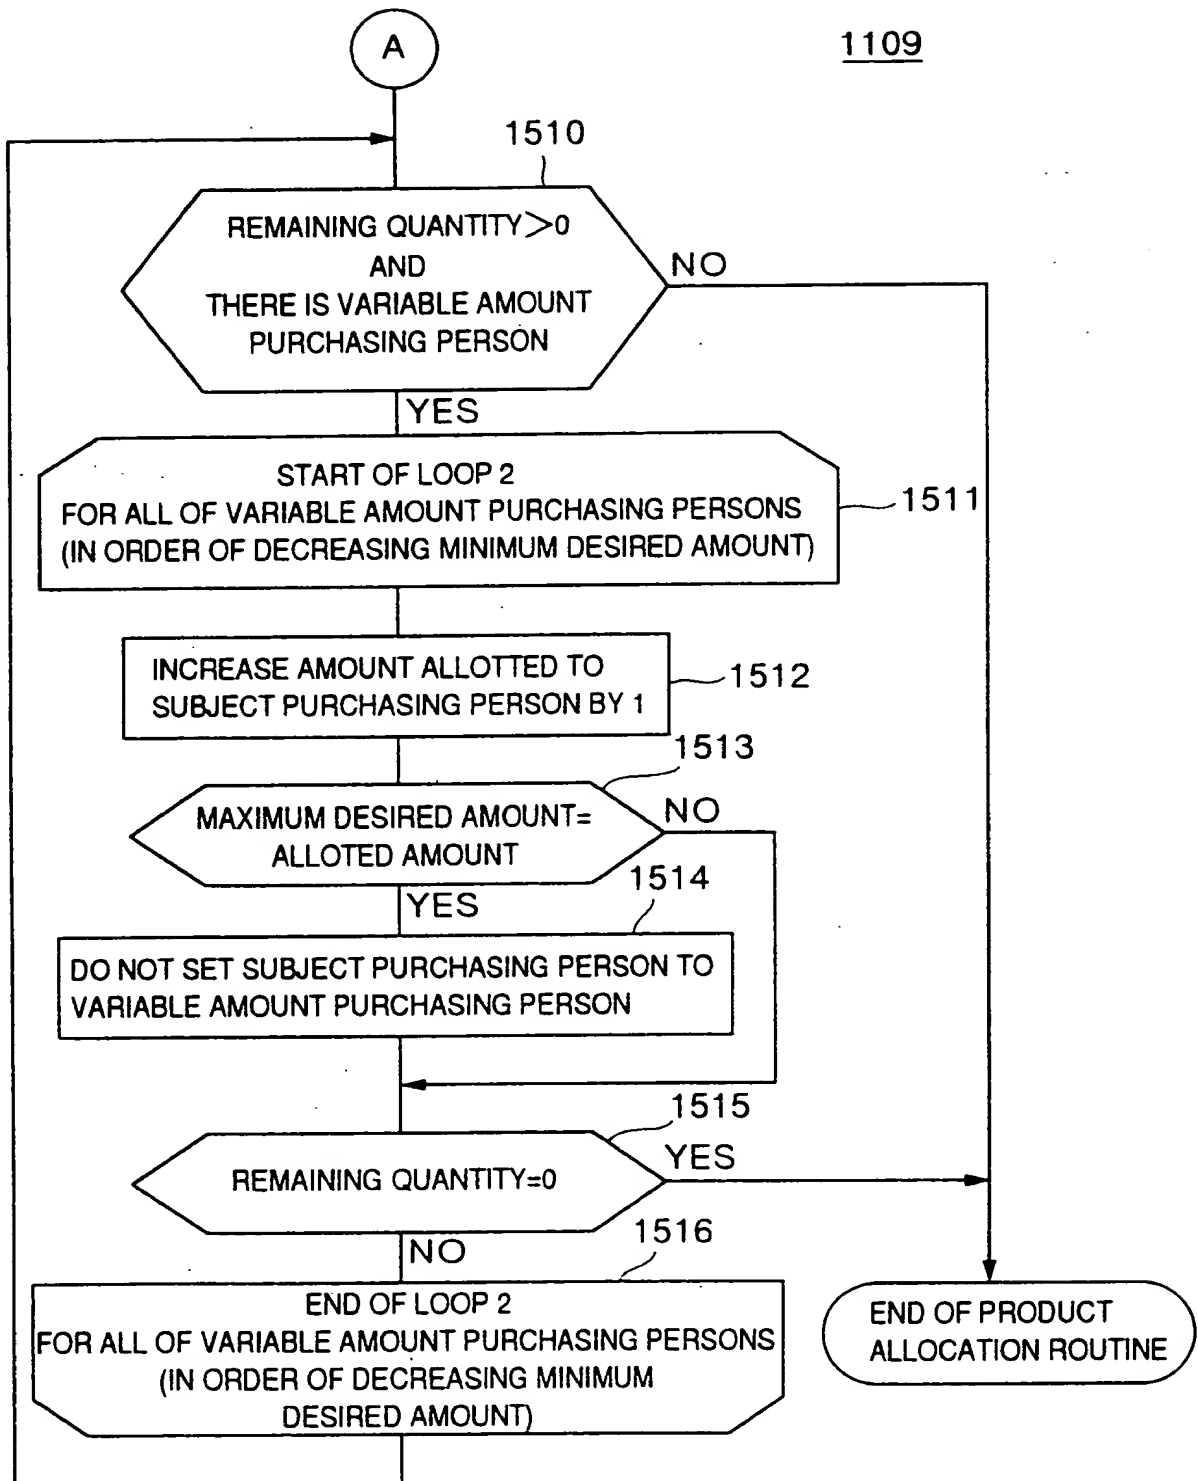 A
1109
1510
REMAINING QUANTITY>0
AND
THERE IS VARIABLE AMOUNT
PURCHASING PERSON
NO
YES
START OF LOOP 2
FOR ALL OF VARIABLE AMOUNT PURCHASING PERSONS
(IN ORDER OF DECREASING MINIMUM DESIRED AMOUNT)
1511
INCREASE AMOUNT ALLOTTED TO
SUBJECT PURCHASING PERSON BY 1
1512
1513
MAXIMUM DESIRED AMOUNT=
ALLOTED AMOUNT
NO
YES
1514
DO NOT SET SUBJECT PURCHASING PERSON TO
VARIABLE AMOUNT PURCHASING PERSON
1515
REMAINING QUANTITY=0
YES
NO
1516
END OF LOOP 2
FOR ALL OF VARIABLE AMOUNT PURCHASING PERSONS
(IN ORDER OF DECREASING MINIMUM
DESIRED AMOUNT)
END OF PRODUCT
ALLOCATION ROUTINE